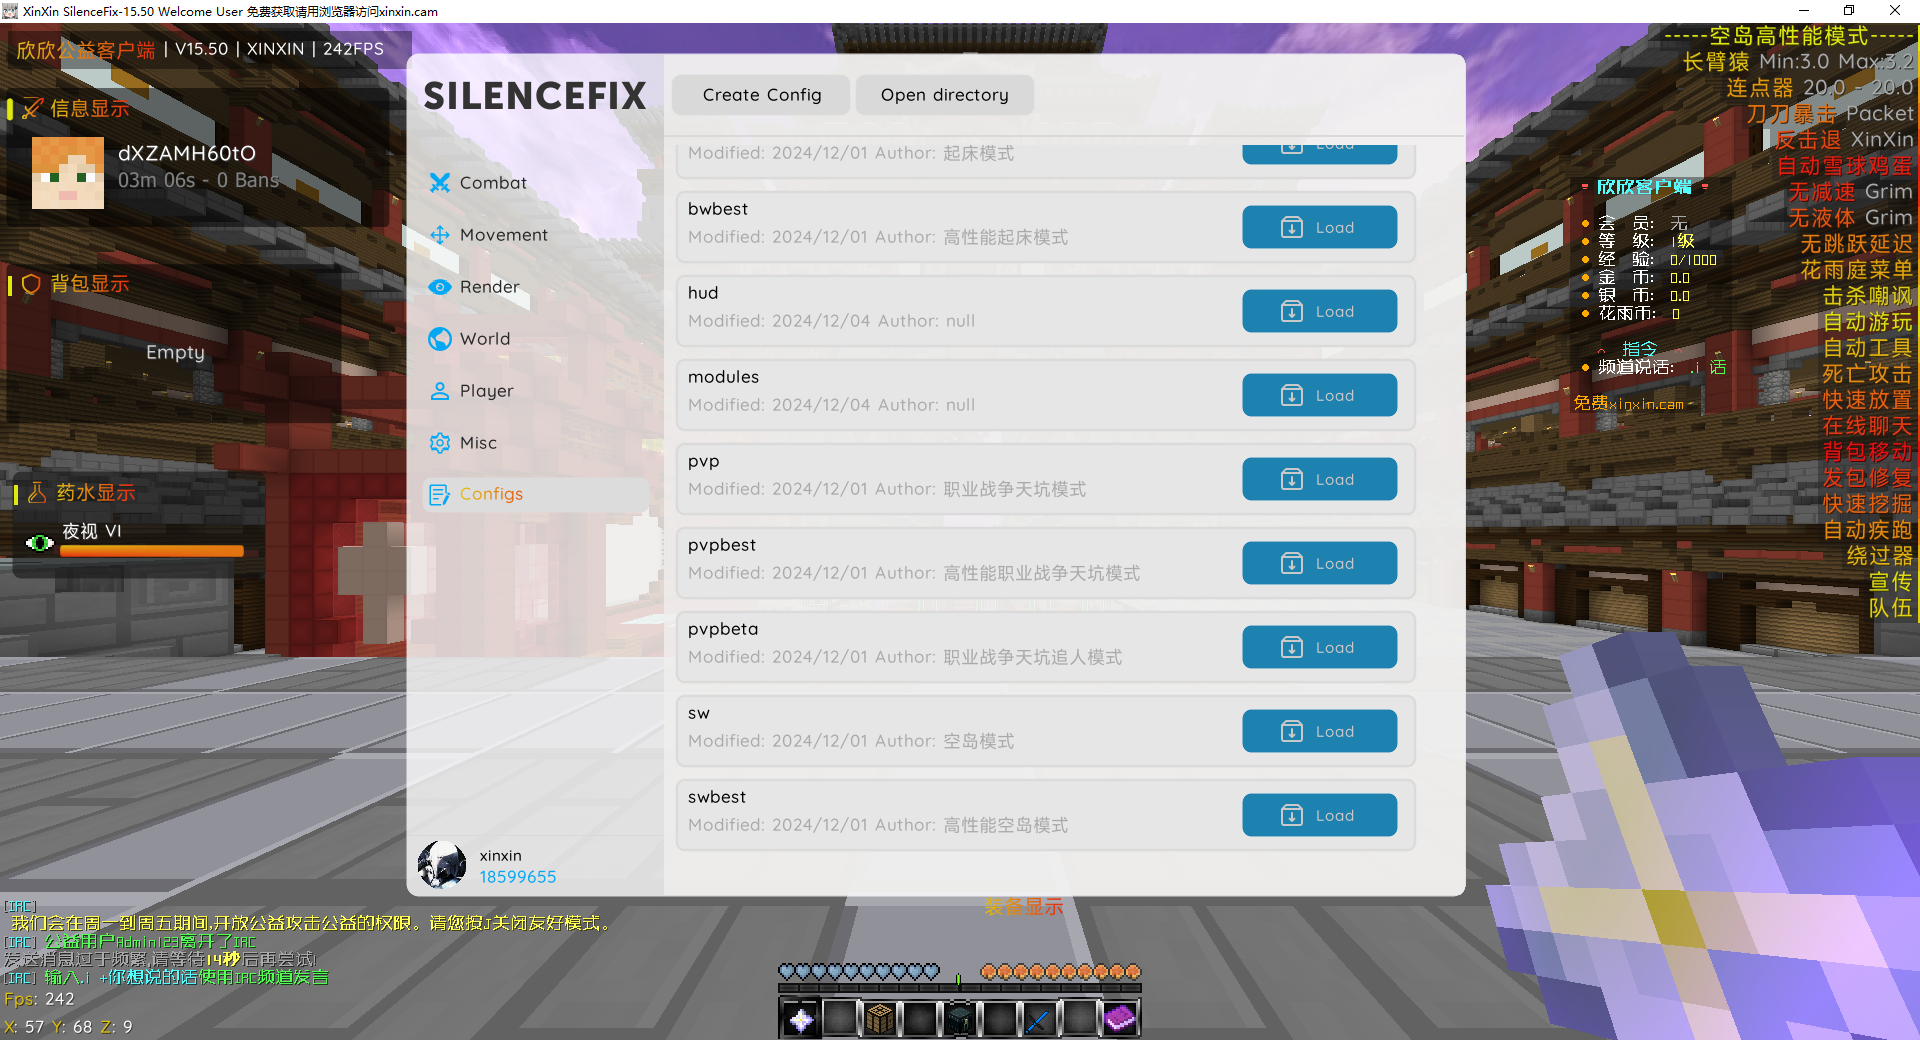 XinXin SilenceFix-15.50 Welcome User 免费获取请用浏览器访问xinxin.cam
欣欣公益客户端 | V15.50 | XINXIN | 242FPS
信息显示
dXZAMH60tO
03m 06s - 0 Bans
背包显示
Empty
药水显示
夜视 VI
SILENCEFIX
Combat
Movement
Render
World
Player
Misc
Configs
xinxin
18599655
Create Config
Open directory
Modified: 2024/12/01 Author: 起床模式
Load
bwbest
Modified: 2024/12/01 Author: 高性能起床模式
Load
hud
Modified: 2024/12/04 Author: null
Load
modules
Modified: 2024/12/04 Author: null
Load
pvp
Modified: 2024/12/01 Author: 职业战争天坑模式
Load
pvpbest
Modified: 2024/12/01 Author: 高性能职业战争天坑模式
Load
pvpbeta
Modified: 2024/12/01 Author: 职业战争天坑追人模式
Load
sw
Modified: 2024/12/01 Author: 空岛模式
Load
swbest
Modified: 2024/12/01 Author: 高性能空岛模式
Load
-----空岛高性能模式-----
长臂猿 Min:3.0 Max:3.2
连点器 20.0 - 20.0
刀刀暴击 Packet
反击退 XinXin
自动雪球鸡蛋
无减速 Grim
无液体 Grim
无跳跃延迟
花雨庭菜单
击杀嘲讽
自动游玩
自动工具
死亡攻击
快速放置
在线聊天
背包移动
发包修复
快速挖掘
自动疾跑
绕过器
宣传
队伍
欣欣客户端
会 员: 无
等 级: 1级
经 验: 0/1000
金 币: 0.0
银 币: 0.0
花雨币: 0
指令
频道说话: .i 话
免费xinxin.cam
装备显示
[IRC]
我们会在周一到周五期间,开放公益攻击公益的权限。请您按J关闭友好模式。
[IRC] 公益用户Admin123离开了IRC
发送消息过于频繁,请等待14秒后再尝试!
[IRC] 输入.i +你想说的话使用IRC频道发言
Fps: 242
X: 57 Y: 68 Z: 9